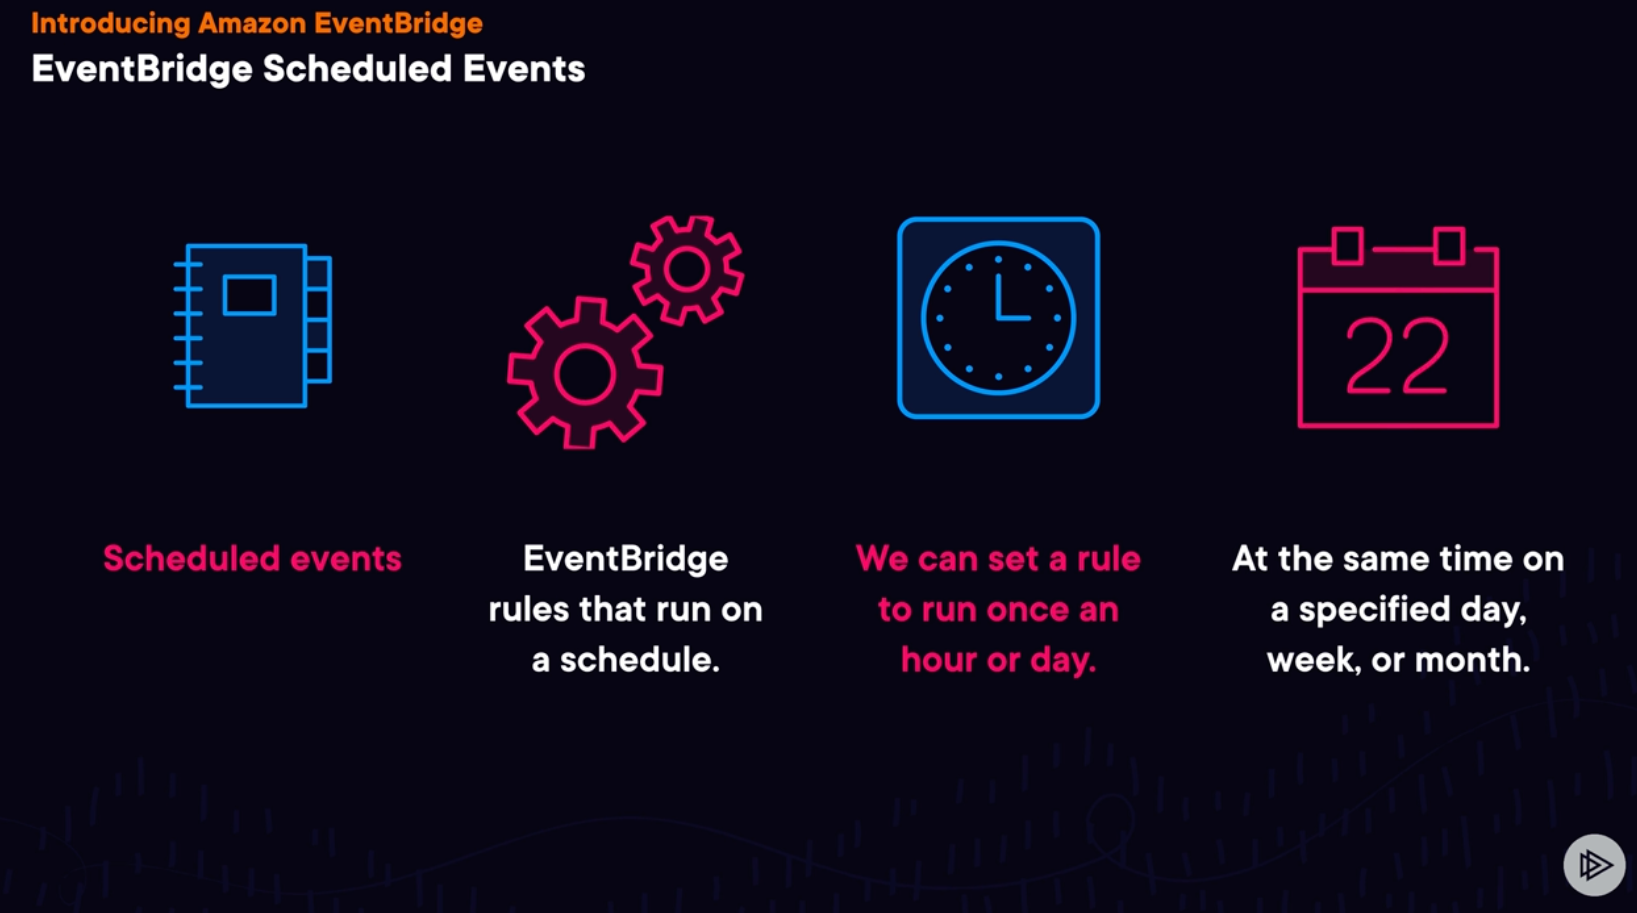 Introducing Amazon EventBridge
EventBridge Scheduled Events
22
Scheduled events
EventBridge
rules that run on
a schedule.
We can set a rule
to run once an
hour or day.
At the same time on
a specified day,
week, or month.